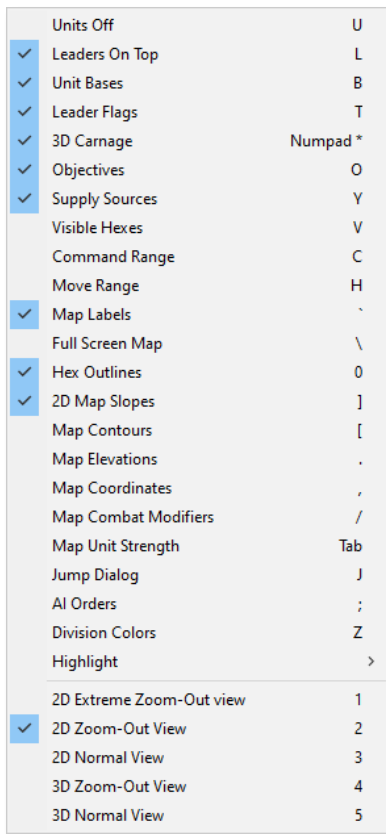 Units Off U
Leaders On Top L
Unit Bases B
Leader Flags T
3D Carnage Numpad *
Objectives O
Supply Sources Y
Visible Hexes V
Command Range C
Move Range H
Map Labels `
Full Screen Map \
Hex Outlines 0
2D Map Slopes ]
Map Contours [
Map Elevations .
Map Coordinates ,
Map Combat Modifiers /
Map Unit Strength Tab
Jump Dialog J
AI Orders ;
Division Colors Z
Highlight >
2D Extreme Zoom-Out view 1
2D Zoom-Out View 2
2D Normal View 3
3D Zoom-Out View 4
3D Normal View 5